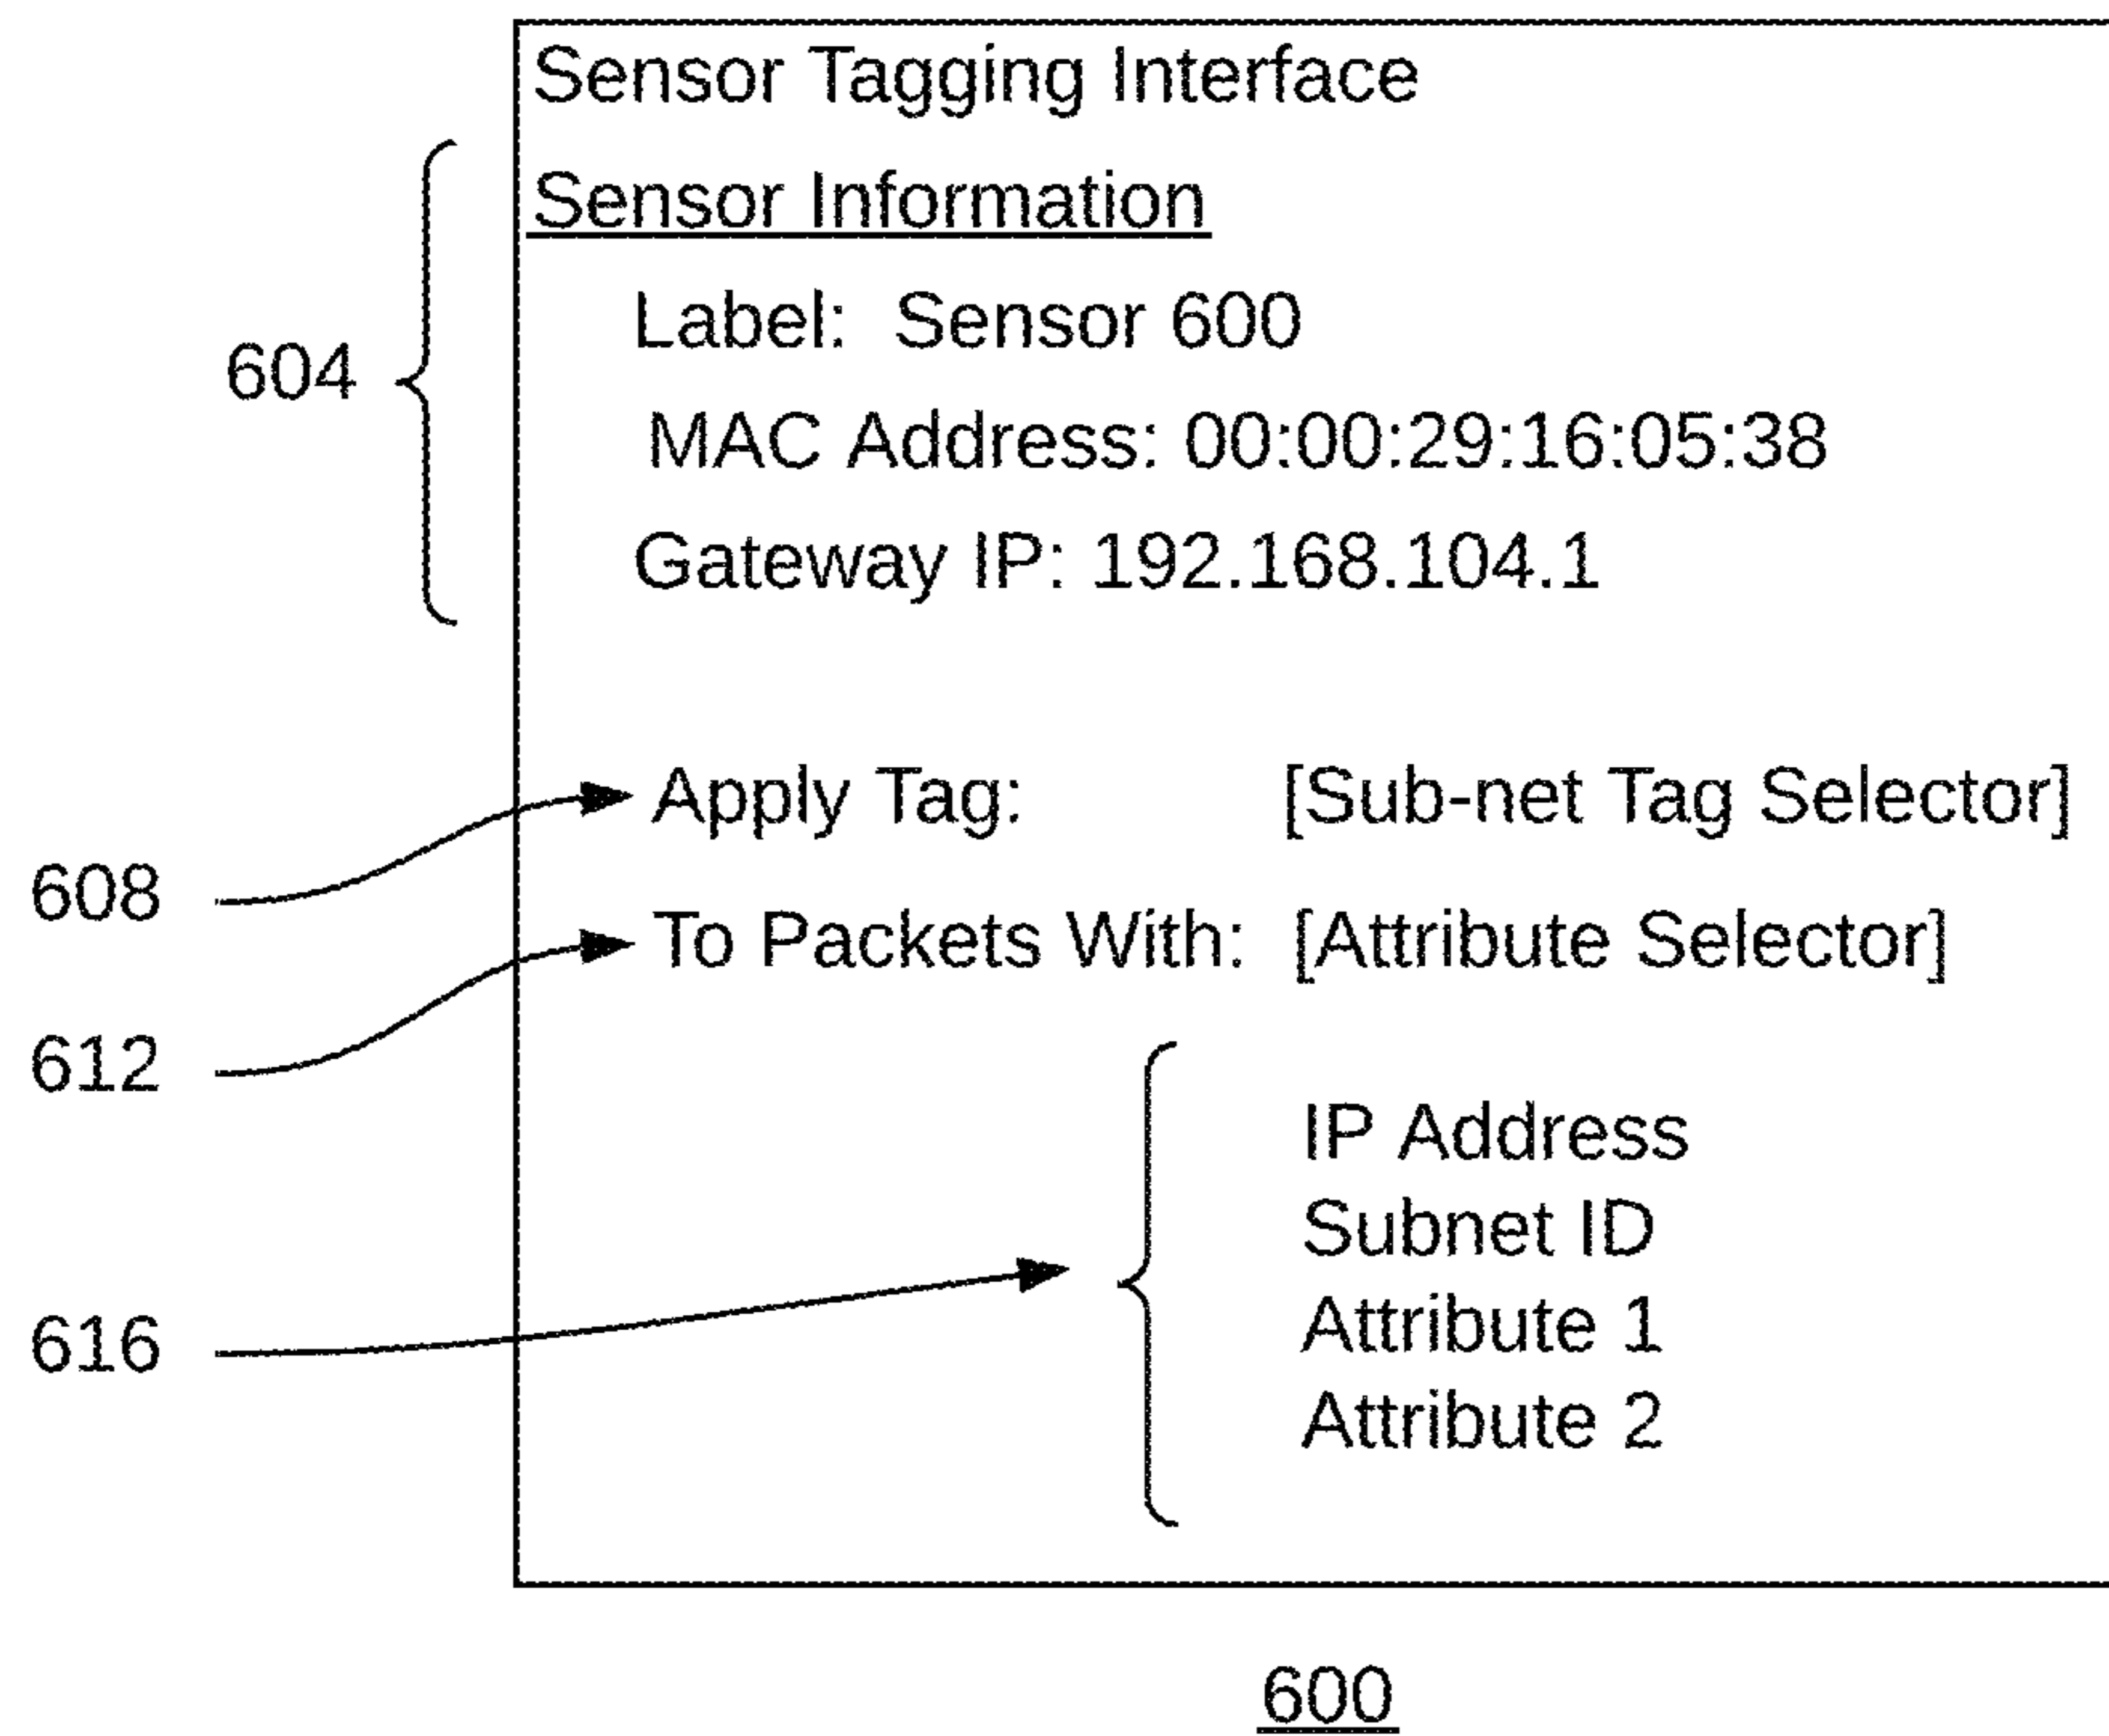 Sensor Tagging Interface
Sensor Information
Label: Sensor 600
604
MAC Address: 00:00:29:16:05:38
Gateway IP: 192.168.104.1
Apply Tag: [Sub-net Tag Selector]
608
To Packets With: [Attribute Selector]
612
IP Address
Subnet ID
616
Attribute 1
Attribute 2
600